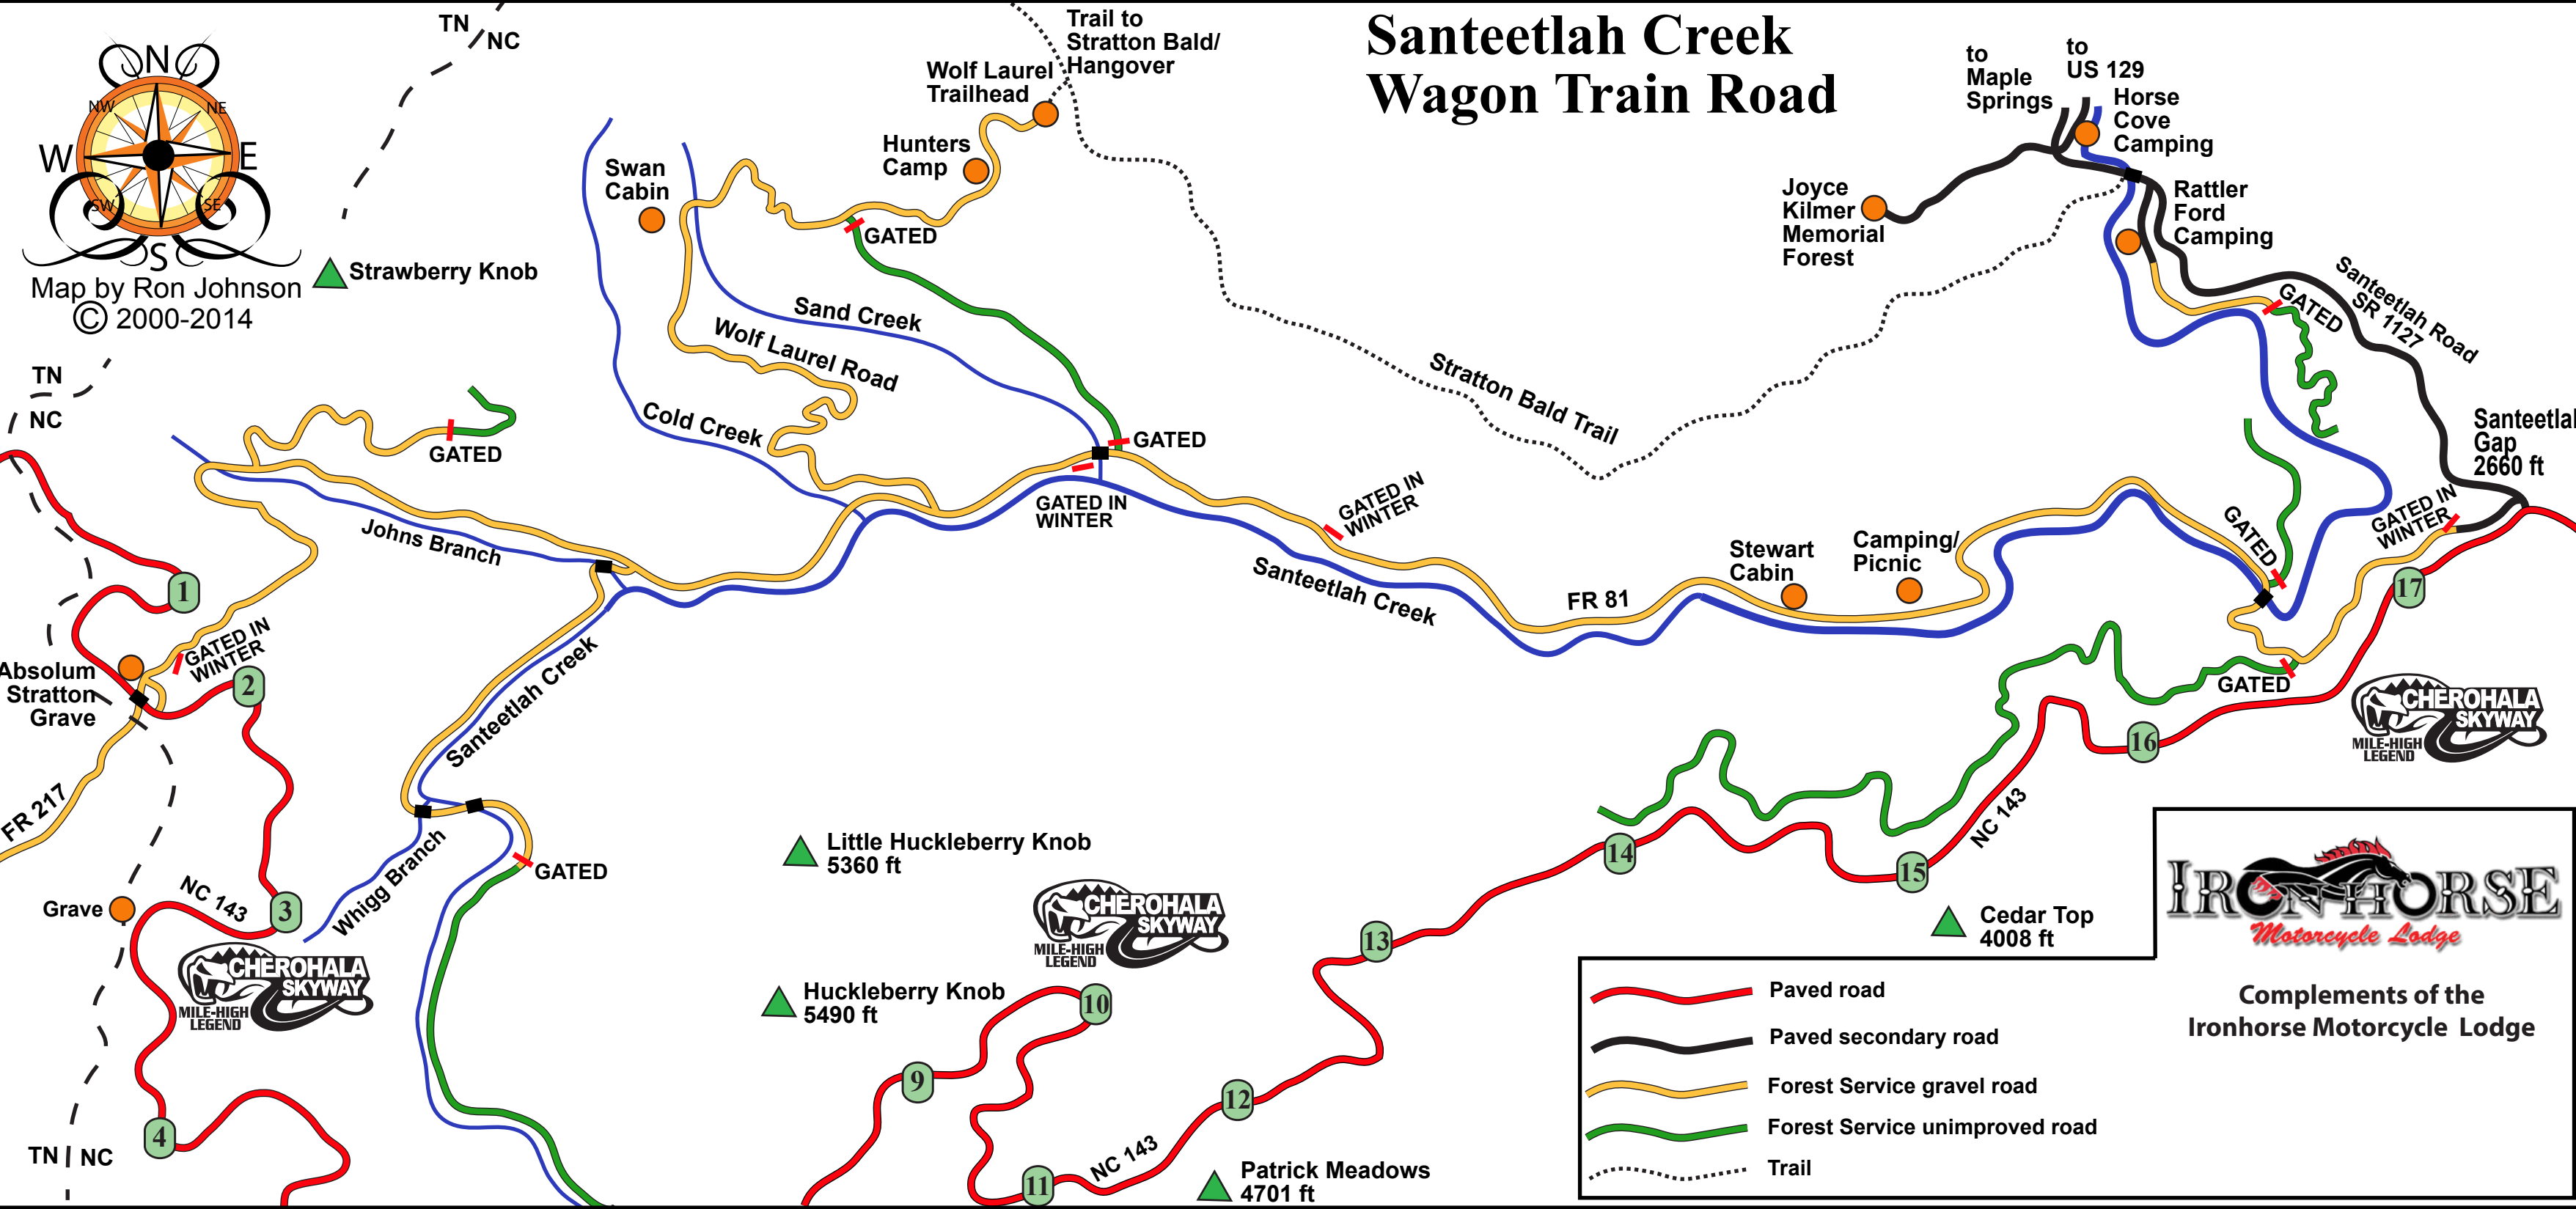 Santeetlah Creek
Wagon Train Road
TN
NC
N
NW
NE
W
E
SW
SE
S
Map by Ron Johnson
© 2000-2014
Strawberry Knob
TN
NC
Trail to
Stratton Bald/
Hangover
Wolf Laurel
Trailhead
Hunters
Camp
Swan
Cabin
GATED
Sand Creek
Wolf Laurel Road
Cold Creek
GATED
GATED IN
WINTER
GATED IN
WINTER
Stratton Bald Trail
to
Maple
Springs
to
US 129
Horse
Cove
Camping
Joyce
Kilmer
Memorial
Forest
Rattler
Ford
Camping
Santeetlah Road
SR 1127
GATED
Santeetlal
Gap
2660 ft
GATED IN
WINTER
GATED
17
GATED
Camping/
Picnic
Stewart
Cabin
FR 81
Santeetlah Creek
GATED
Johns Branch
1
GATED IN
WINTER
2
Absolum
Stratton
Grave
FR 217
Santeetlah Creek
Whigg Branch
GATED
Grave
NC 143
3
CHEROHALA
SKYWAY
MILE-HIGH
LEGEND
4
TN
NC
Little Huckleberry Knob
5360 ft
Huckleberry Knob
5490 ft
CHEROHALA
SKYWAY
MILE-HIGH
LEGEND
9
10
11
NC 143
12
Patrick Meadows
4701 ft
13
14
15
NC 143
16
CHEROHALA
SKYWAY
MILE-HIGH
LEGEND
Cedar Top
4008 ft
IRON HORSE
Motorcycle Lodge
Complements of the
Ironhorse Motorcycle Lodge
Paved road
Paved secondary road
Forest Service gravel road
Forest Service unimproved road
Trail